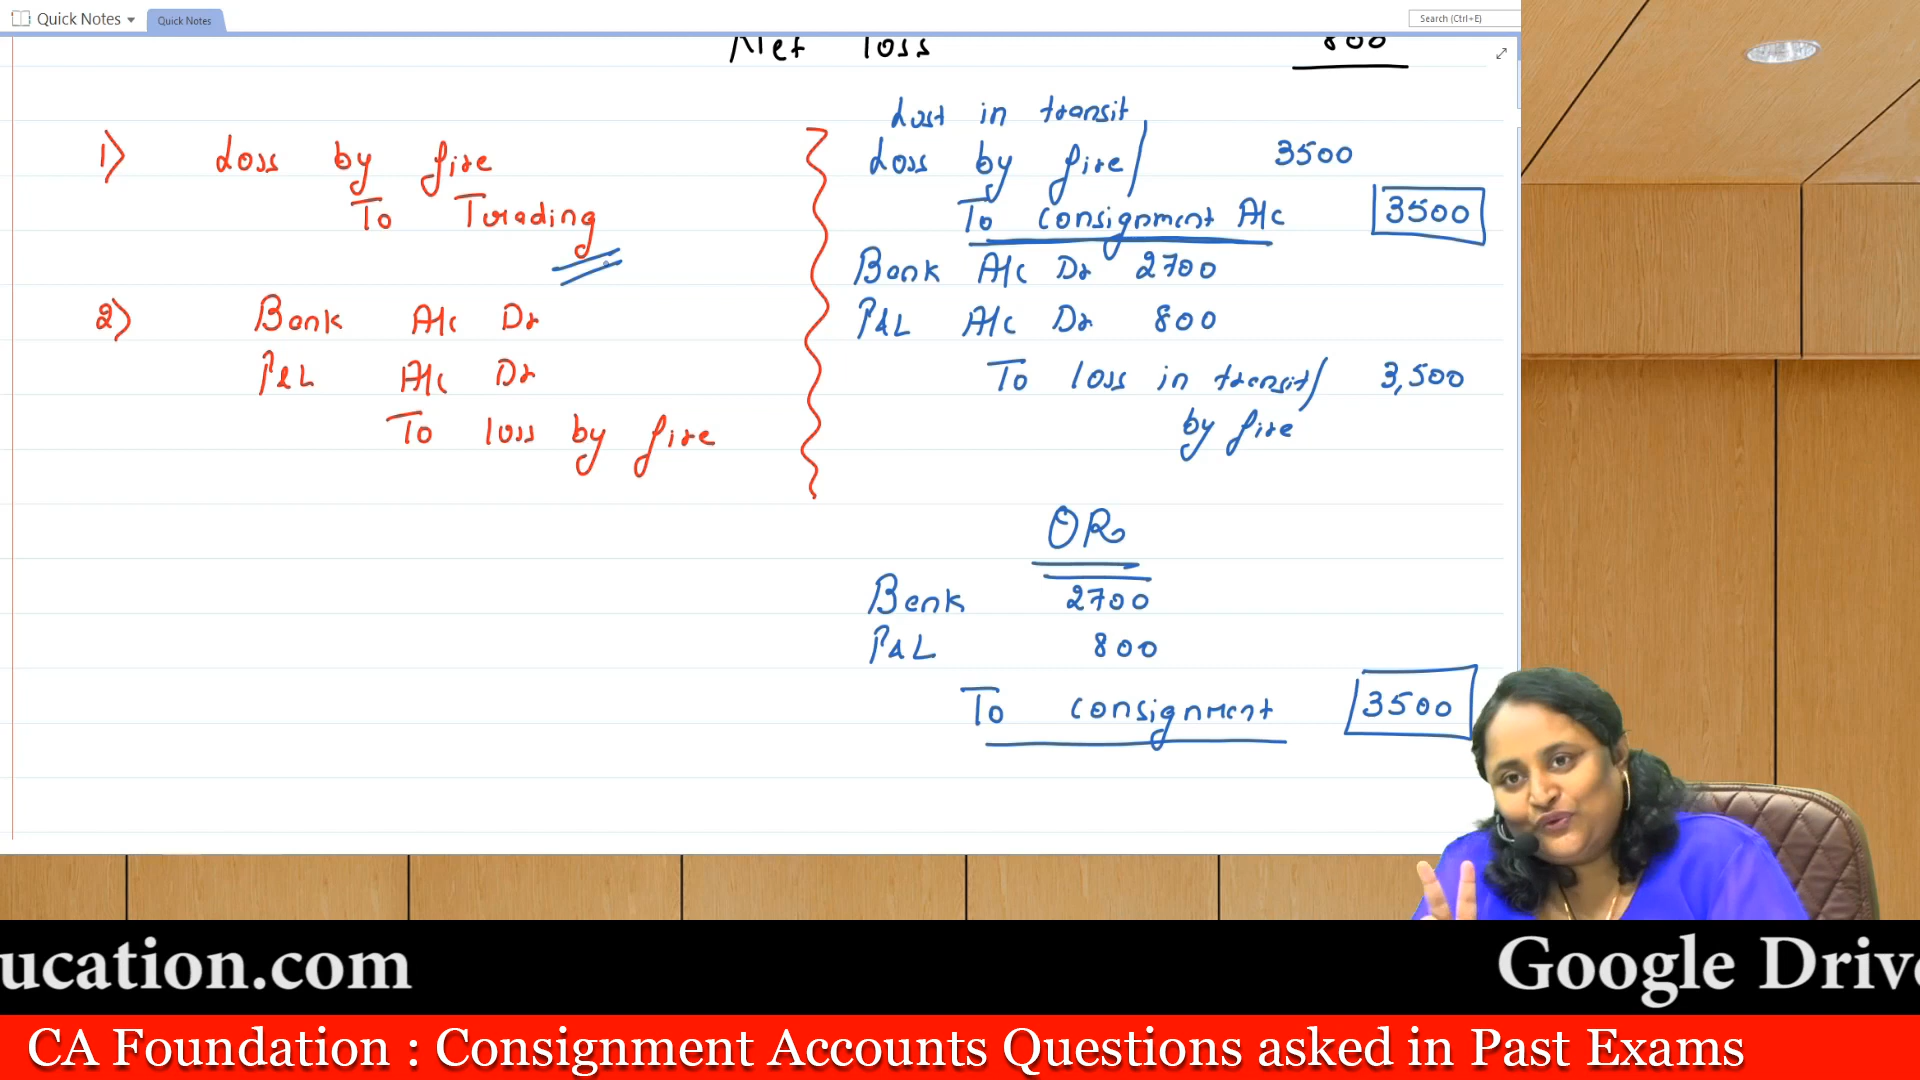 Quick Notes
Quick Notes
Search (Ctrl+E)
Net loss 800
1) Loss by fire
To Trading
2) Bank A/c Dr
P&L A/c Dr
To loss by fire
Lost in transit /
Loss by fire 3500
To consignment A/c 3500
Bank A/c Dr 2700
P&L A/c Dr 800
To loss in transit/ 3,500
by fire
OR
Bank 2700
P&L 800
To consignment 3500
ucation.com
Google Driv
CA Foundation : Consignment Accounts Questions asked in Past Exams